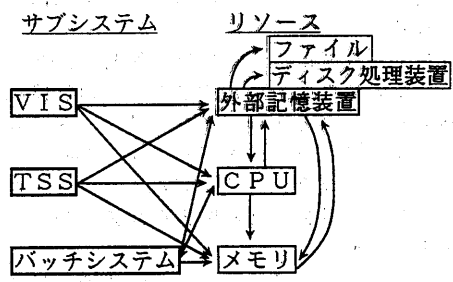 サブシステム
リソース
ファイル
ディスク処理装置
VIS
外部記憶装置
TSS
CPU
バッチシステム
メモリ